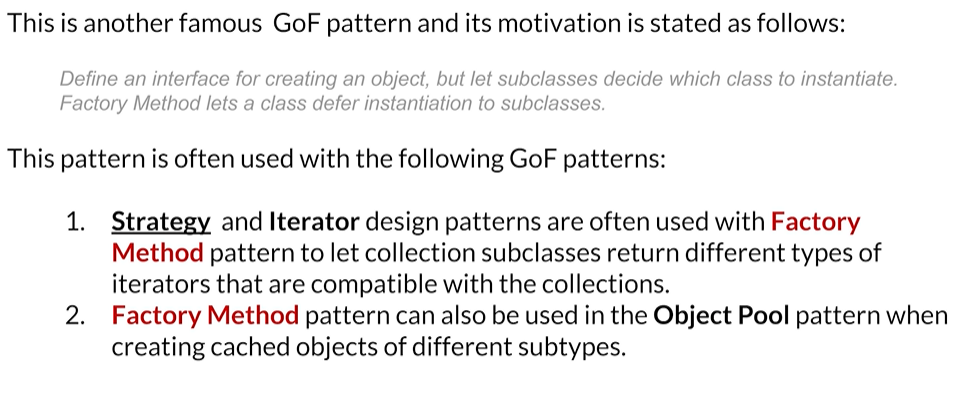 This is another famous GoF pattern and its motivation is stated as follows:
Define an interface for creating an object, but let subclasses decide which class to instantiate.
Factory Method lets a class defer instantiation to subclasses.
This pattern is often used with the following GoF patterns:
1. Strategy and Iterator design patterns are often used with Factory
Method pattern to let collection subclasses return different types of
iterators that are compatible with the collections.
2. Factory Method pattern can also be used in the Object Pool pattern when
creating cached objects of different subtypes.